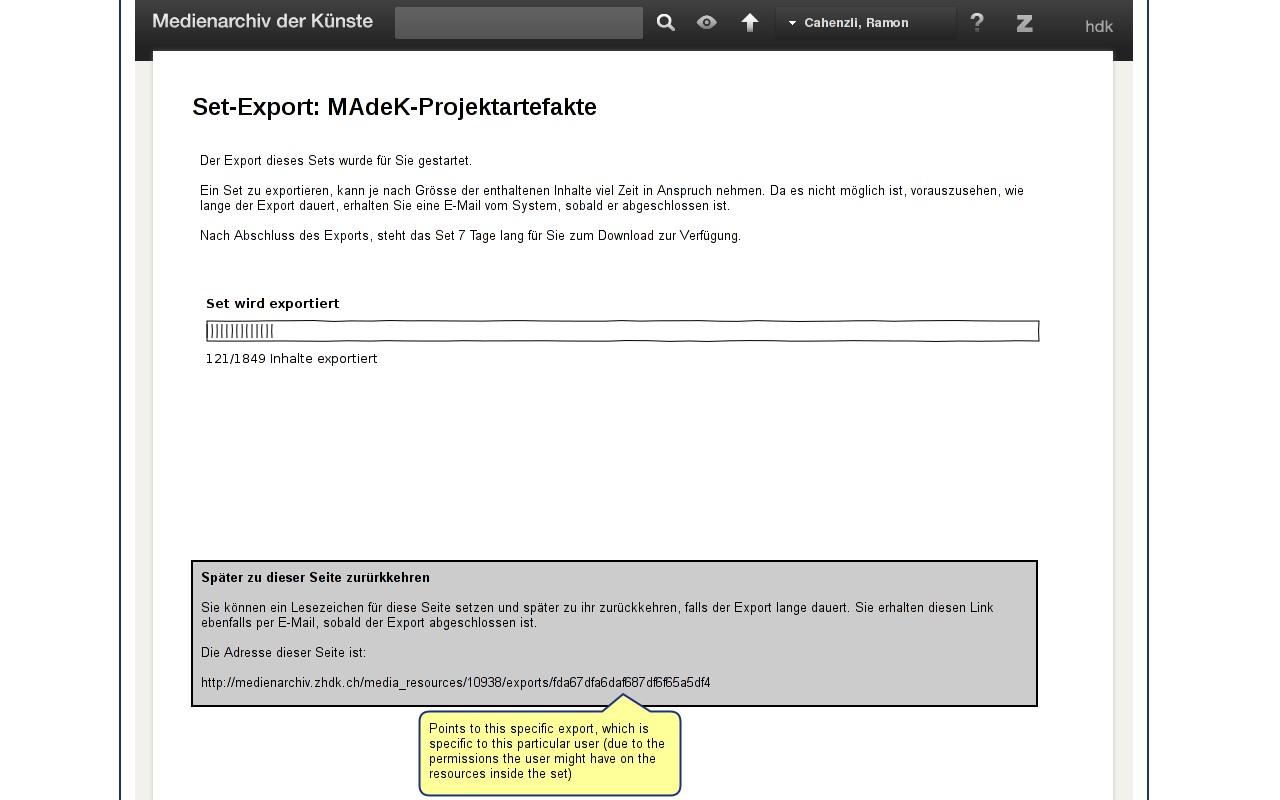 Medienarchiv der Künste
Cahenzli, Ramon
?
Z
hdk
Set-Export: MAdeK-Projektartefakte
Der Export dieses Sets wurde für Sie gestartet.
Ein Set zu exportieren, kann je nach Grösse der enthaltenen Inhalte viel Zeit in Anspruch nehmen. Da es nicht möglich ist, vorauszusehen, wie
lange der Export dauert, erhalten Sie eine E-Mail vom System, sobald er abgeschlossen ist.
Nach Abschluss des Exports, steht das Set 7 Tage lang für Sie zum Download zur Verfügung.
Set wird exportiert
121/1849 Inhalte exportiert
Später zu dieser Seite zurürkkehren
Sie können ein Lesezeichen für diese Seite setzen und später zu ihr zurückkehren, falls der Export lange dauert. Sie erhalten diesen Link
ebenfalls per E-Mail, sobald der Export abgeschlossen ist.
Die Adresse dieser Seite ist:
http://medienarchiv.zhdk.ch/media_resources/10938/exports/fda67dfa6daf687df6f65a5df4
Points to this specific export, which is
specific to this particular user (due to the
permissions the user might have on the
resources inside the set)